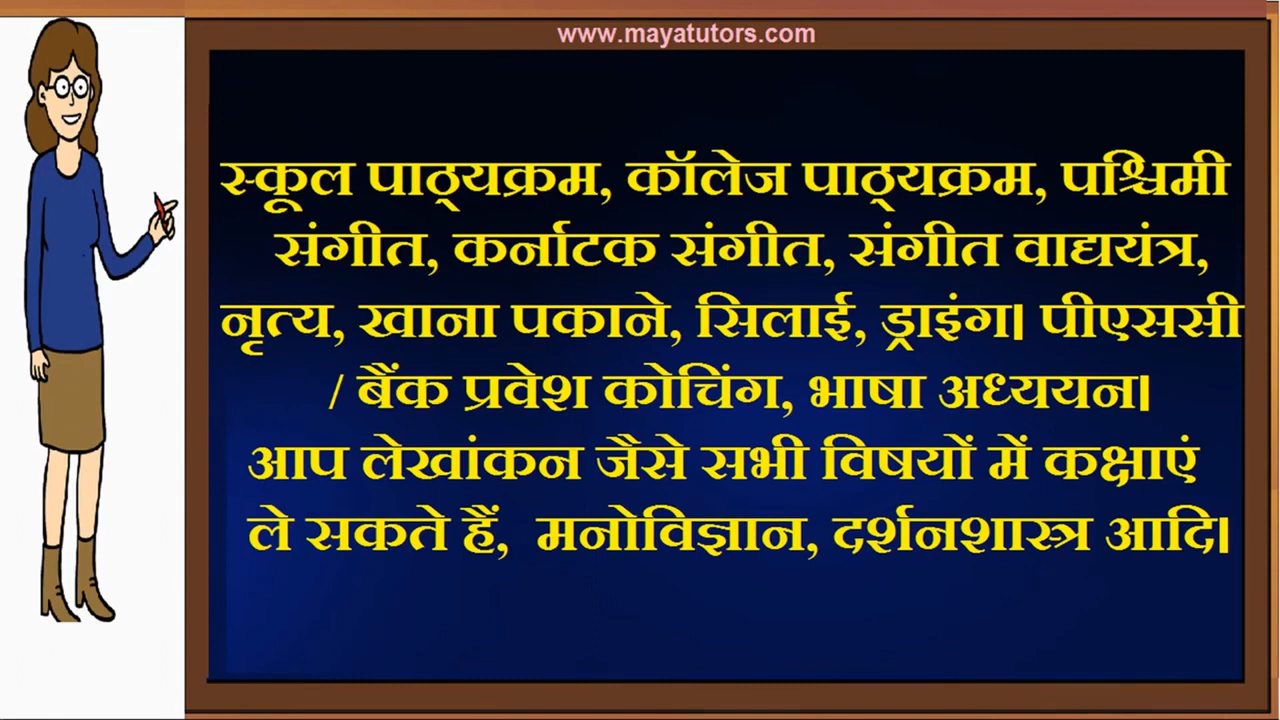 www.mayatutors.com
स्कूल पाठ्यक्रम, कॉलेज पाठ्यक्रम, पश्चिमी
संगीत, कर्नाटक संगीत, संगीत वाद्ययंत्र,
नृत्य, खाना पकाने, सिलाई, ड्राइंग। पीएससी
/ बैंक प्रवेश कोचिंग, भाषा अध्ययन।
आप लेखांकन जैसे सभी विषयों में कक्षाएं
ले सकते हैं, मनोविज्ञान, दर्शनशास्त्र आदि।